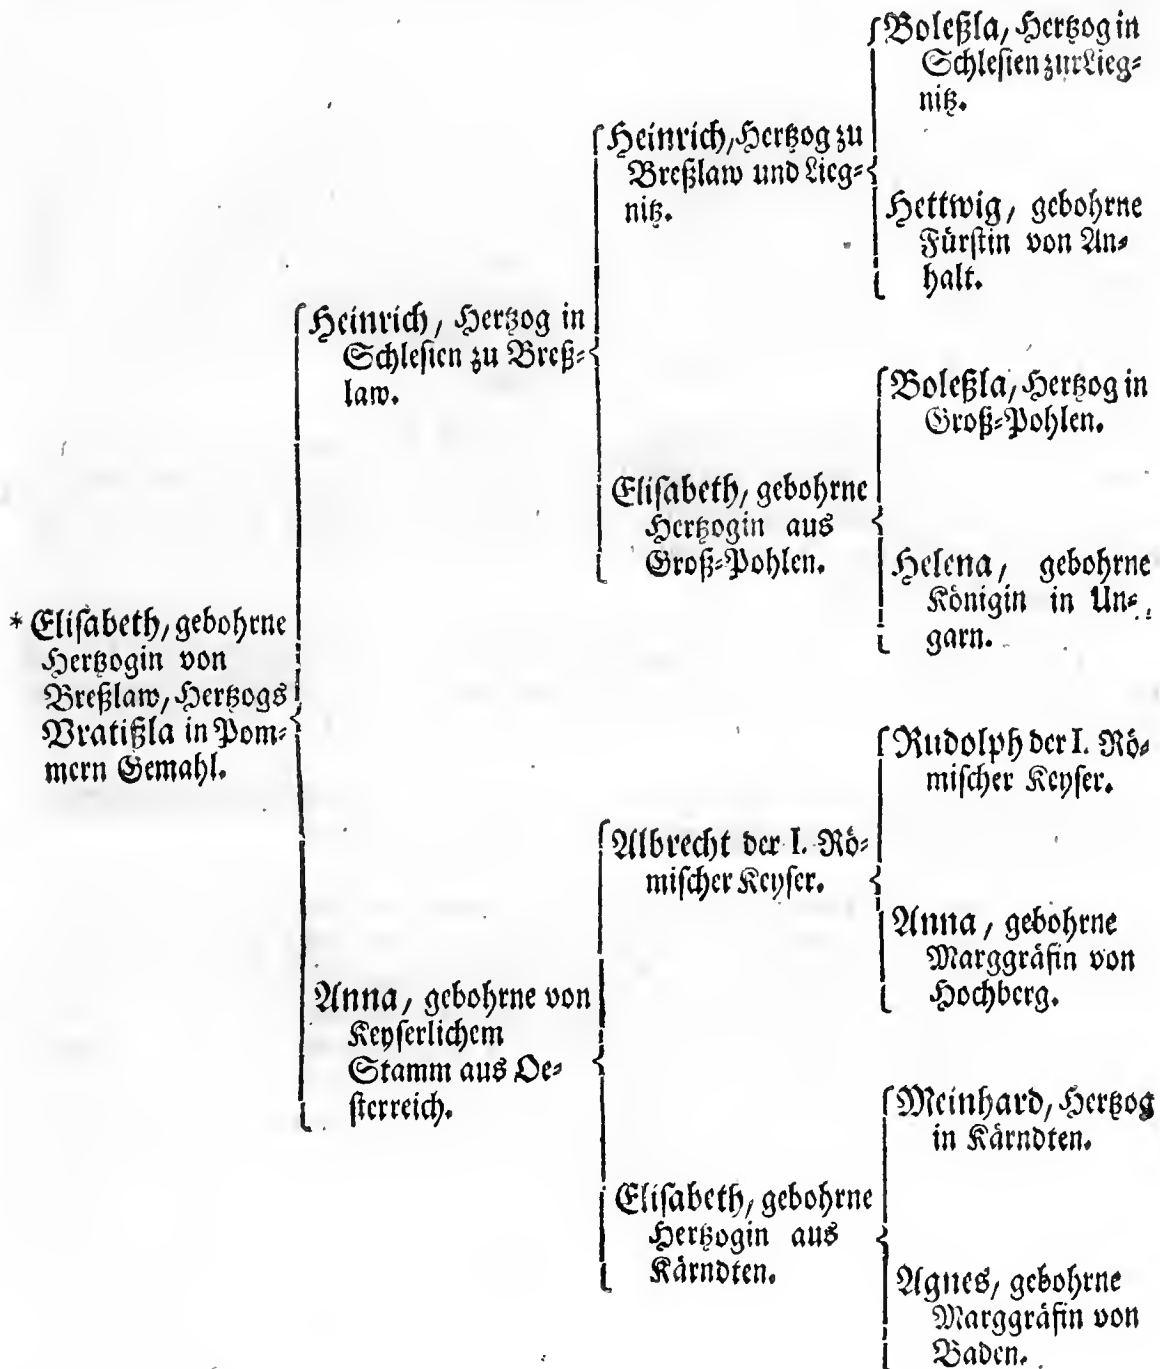 Boleßla, Hertzog in
Schlesien zur Lieg-
nitz.
Heinrich, Hertzog zu
Breßlaw und Lieg-
nitz.
Hettwig, gebohrne
Fürstin von An-
halt.
Heinrich, Hertzog in
Schlesien zu Breß-
law.
Boleßla, Hertzog in
Groß-Pohlen.
Elisabeth, gebohrne
Hertzogin aus
Groß-Pohlen.
Helena, gebohrne
Königin in Un-
garn.
* Elisabeth, gebohrne
Hertzogin von
Breßlaw, Hertzogs
Vratißla in Pom-
mern Gemahl.
Rudolph der I. Rö-
mischer Keyser.
Albrecht der I. Rö-
mischer Keyser.
Anna, gebohrne
Marggräfin von
Hochberg.
Anna, gebohrne von
Keyserlichem
Stamm aus Oe-
sterreich.
Meinhard, Hertzog
in Kärndten.
Elisabeth, gebohrne
Hertzogin aus
Kärndten.
Agnes, gebohrne
Marggräfin von
Baden.